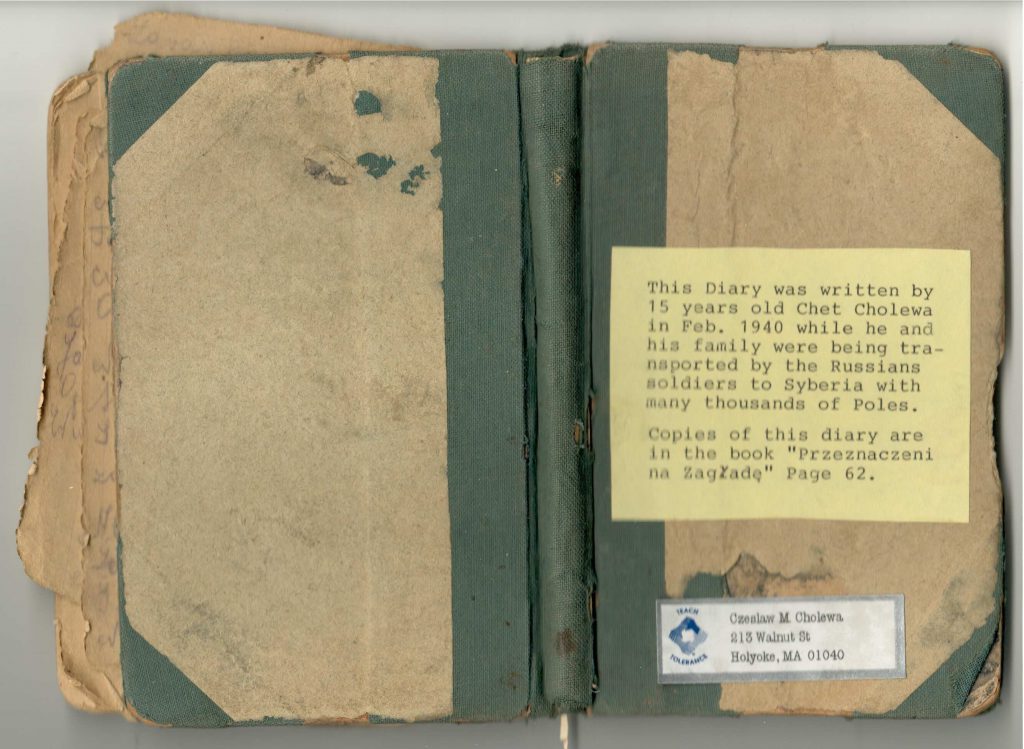 This Diary was written by
15 years old Chet Cholewa
in Feb. 1940 while he and
his family were being tra-
nsported by the Russians
soldiers to Syberia with
many thousands of Poles.
Copies of this diary are
in the book "Przeznaczeni
na Zagładę" Page 62.
TEACH
TOLERANCE
Czeslaw M. Cholewa
213 Walnut St
Holyoke, MA 01040